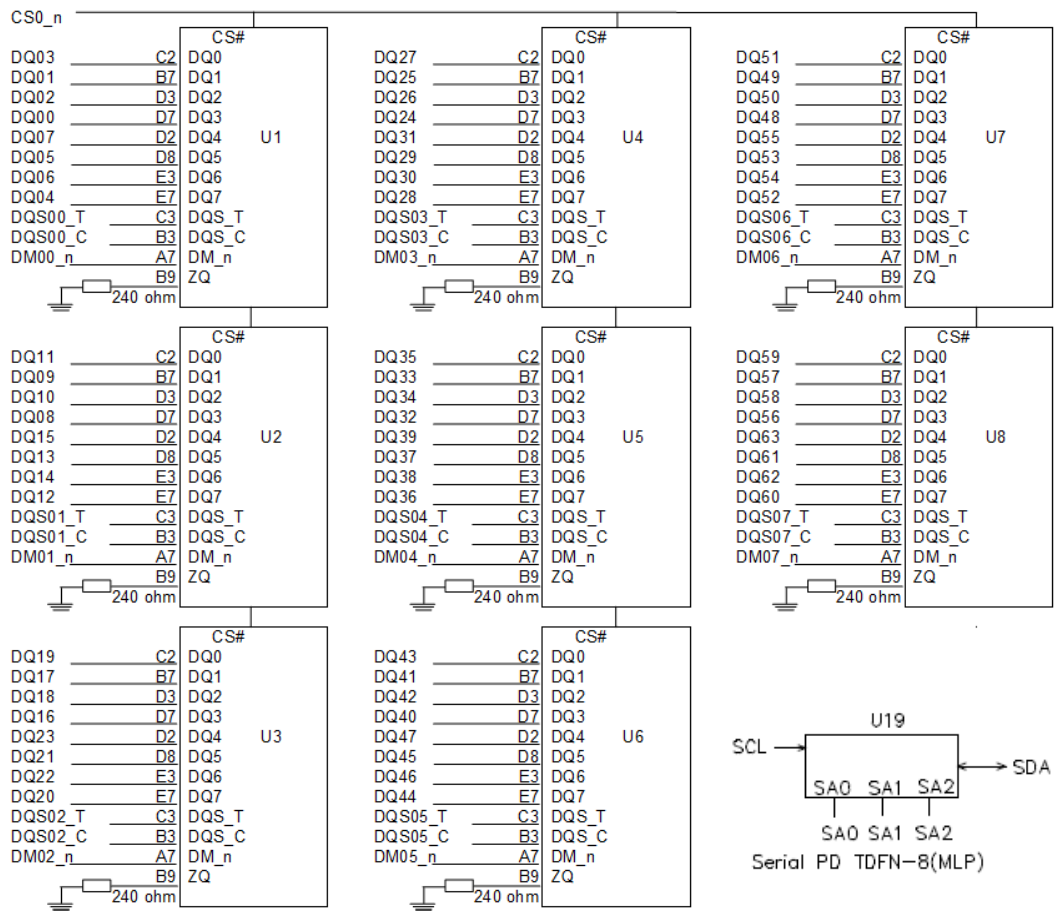 CS0_n
CS#
DQ03 C2 DQ0
DQ01 B7 DQ1
DQ02 D3 DQ2
DQ00 D7 DQ3
DQ07 D2 DQ4 U1
DQ05 D8 DQ5
DQ06 E3 DQ6
DQ04 E7 DQ7
DQS00_T C3 DQS_T
DQS00_C B3 DQS_C
DM00_n A7 DM_n
B9 ZQ
240 ohm
CS#
DQ11 C2 DQ0
DQ09 B7 DQ1
DQ10 D3 DQ2
DQ08 D7 DQ3
DQ15 D2 DQ4 U2
DQ13 D8 DQ5
DQ14 E3 DQ6
DQ12 E7 DQ7
DQS01_T C3 DQS_T
DQS01_C B3 DQS_C
DM01_n A7 DM_n
B9 ZQ
240 ohm
CS#
DQ19 C2 DQ0
DQ17 B7 DQ1
DQ18 D3 DQ2
DQ16 D7 DQ3
DQ23 D2 DQ4 U3
DQ21 D8 DQ5
DQ22 E3 DQ6
DQ20 E7 DQ7
DQS02_T C3 DQS_T
DQS02_C B3 DQS_C
DM02_n A7 DM_n
B9 ZQ
240 ohm
CS#
DQ27 C2 DQ0
DQ25 B7 DQ1
DQ26 D3 DQ2
DQ24 D7 DQ3
DQ31 D2 DQ4 U4
DQ29 D8 DQ5
DQ30 E3 DQ6
DQ28 E7 DQ7
DQS03_T C3 DQS_T
DQS03_C B3 DQS_C
DM03_n A7 DM_n
B9 ZQ
240 ohm
CS#
DQ35 C2 DQ0
DQ33 B7 DQ1
DQ34 D3 DQ2
DQ32 D7 DQ3
DQ39 D2 DQ4 U5
DQ37 D8 DQ5
DQ38 E3 DQ6
DQ36 E7 DQ7
DQS04_T C3 DQS_T
DQS04_C B3 DQS_C
DM04_n A7 DM_n
B9 ZQ
240 ohm
CS#
DQ43 C2 DQ0
DQ41 B7 DQ1
DQ42 D3 DQ2
DQ40 D7 DQ3
DQ47 D2 DQ4 U6
DQ45 D8 DQ5
DQ46 E3 DQ6
DQ44 E7 DQ7
DQS05_T C3 DQS_T
DQS05_C B3 DQS_C
DM05_n A7 DM_n
B9 ZQ
240 ohm
CS#
DQ51 C2 DQ0
DQ49 B7 DQ1
DQ50 D3 DQ2
DQ48 D7 DQ3
DQ55 D2 DQ4 U7
DQ53 D8 DQ5
DQ54 E3 DQ6
DQ52 E7 DQ7
DQS06_T C3 DQS_T
DQS06_C B3 DQS_C
DM06_n A7 DM_n
B9 ZQ
240 ohm
CS#
DQ59 C2 DQ0
DQ57 B7 DQ1
DQ58 D3 DQ2
DQ56 D7 DQ3
DQ63 D2 DQ4 U8
DQ61 D8 DQ5
DQ62 E3 DQ6
DQ60 E7 DQ7
DQS07_T C3 DQS_T
DQS07_C B3 DQS_C
DM07_n A7 DM_n
B9 ZQ
240 ohm
U19
SCL
SDA
SA0 SA1 SA2
SA0 SA1 SA2
Serial PD TDFN-8(MLP)